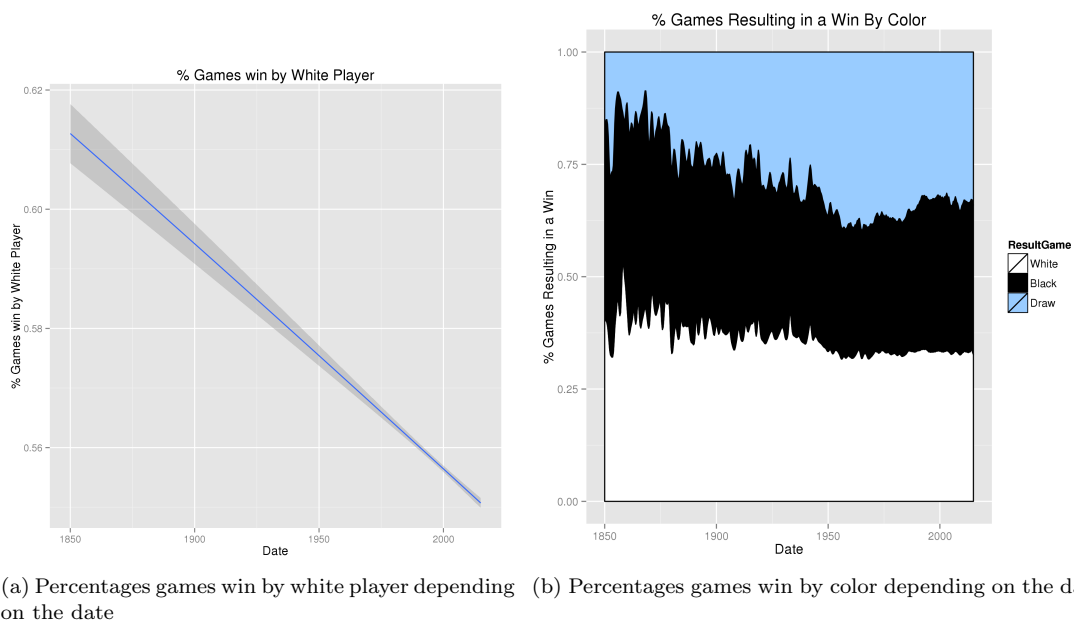 % Games win by White Player
% Games win by White Player
0.62
0.60
0.58
0.56
1850
1900
1950
2000
Date
(a) Percentages games win by white player depending
on the date
% Games Resulting in a Win By Color
% Games Resulting in a Win
1.00
0.75
0.50
0.25
0.00
1850
1900
1950
2000
Date
ResultGame
White
Black
Draw
(b) Percentages games win by color depending on the